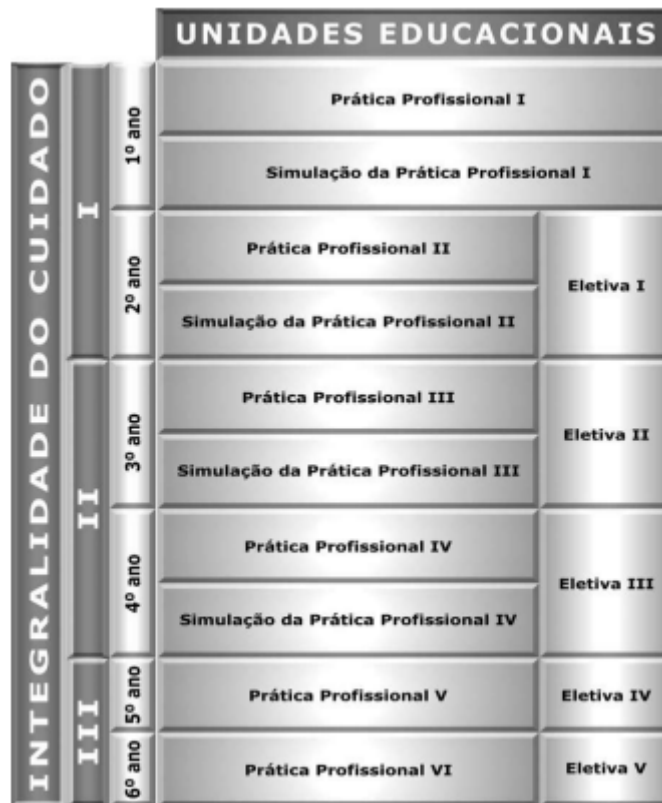 UNIDADES EDUCACIONAIS
INTEGRALIDADE DO CUIDADO
I
1º ano
Prática Profissional I
Simulação da Prática Profissional I
2º ano
Prática Profissional II
Eletiva I
Simulação da Prática Profissional II
II
3º ano
Prática Profissional III
Eletiva II
Simulação da Prática Profissional III
4º ano
Prática Profissional IV
Eletiva III
Simulação da Prática Profissional IV
III
5º ano
Prática Profissional V
Eletiva IV
6º ano
Prática Profissional VI
Eletiva V